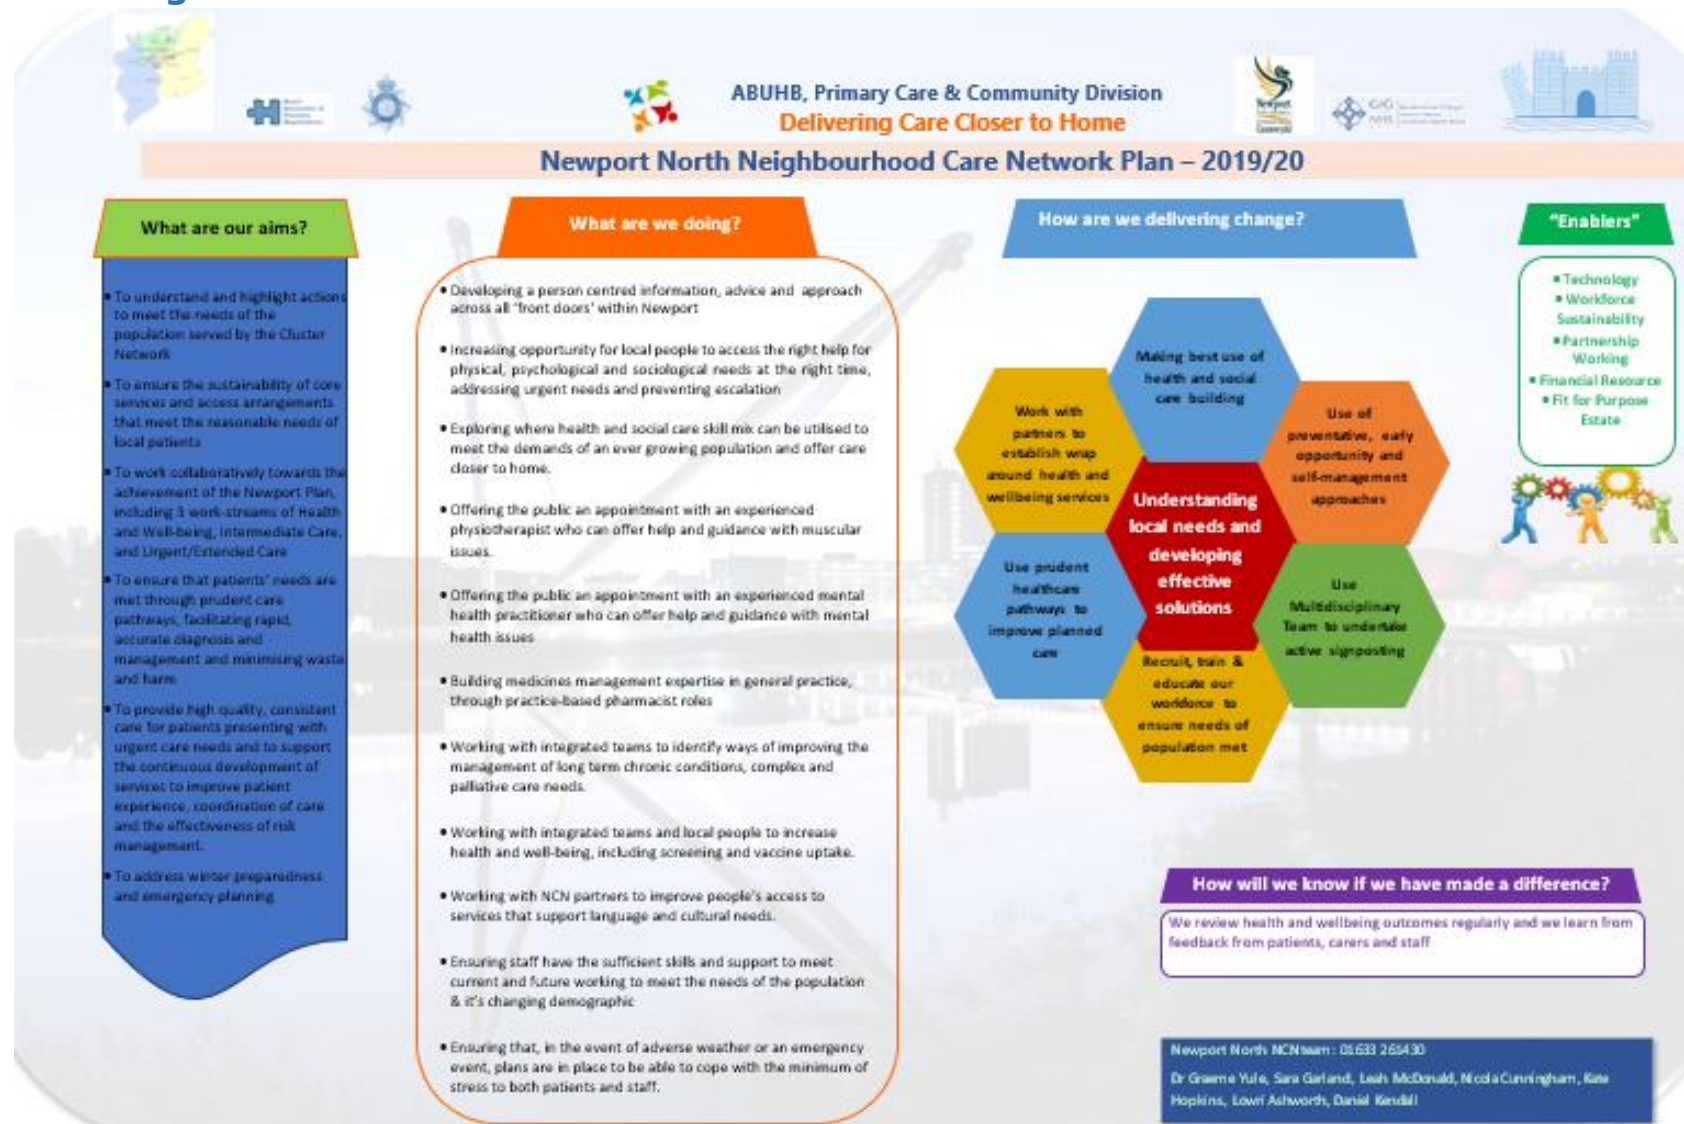 ABUHB, Primary Care & Community Division
Delivering Care Closer to Home
Newport North Neighbourhood Care Network Plan – 2019/20
What are our aims?
• To understand and highlight actions
to meet the needs of the
population served by the Cluster
Network
• To ensure the sustainability of core
services and access arrangements
that meet the reasonable needs of
local patients
• To work collaboratively towards the
achievement of the Newport Plan,
including 3 work-streams of Health
and Well-being, Intermediate Care,
and Urgent/Extended Care
• To ensure that patients' needs are
met through prudent care
pathways, facilitating rapid,
accurate diagnosis and
management and minimising waste
and harm
• To provide high quality, consistent
care for patients presenting with
urgent care needs and to support
the continuous development of
services to improve patient
experience, coordination of care
and the effectiveness of risk
management.
• To address winter preparedness
and emergency planning
What are we doing?
• Developing a person centred information, advice and approach
across all 'front doors' within Newport
• Increasing opportunity for local people to access the right help for
physical, psychological and sociological needs at the right time,
addressing urgent needs and preventing escalation
• Exploring where health and social care skill mix can be utilised to
meet the demands of an ever growing population and offer care
closer to home.
• Offering the public an appointment with an experienced
physiotherapist who can offer help and guidance with muscular
issues.
• Offering the public an appointment with an experienced mental
health practitioner who can offer help and guidance with mental
health issues
• Building medicines management expertise in general practice,
through practice-based pharmacist roles
• Working with integrated teams to identify ways of improving the
management of long term chronic conditions, complex and
palliative care needs.
• Working with integrated teams and local people to increase
health and well-being, including screening and vaccine uptake.
• Working with NCN partners to improve people's access to
services that support language and cultural needs.
• Ensuring staff have the sufficient skills and support to meet
current and future working to meet the needs of the population
& it's changing demographic
• Ensuring that, in the event of adverse weather or an emergency
event, plans are in place to be able to cope with the minimum of
stress to both patients and staff.
How are we delivering change?
Making best use of
health and social
care building
Work with
partners to
establish wrap
around health and
wellbeing services
Use of
preventative, early
opportunity and
self-management
approaches
Understanding
local needs and
developing
effective
solutions
Use prudent
healthcare
pathways to
improve planned
care
Use
Multidisciplinary
Team to undertake
active signposting
Recruit, train &
educate our
workforce to
ensure needs of
population met
"Enablers"
• Technology
• Workforce
Sustainability
• Partnership
Working
• Financial Resource
• Fit for Purpose
Estate
How will we know if we have made a difference?
We review health and wellbeing outcomes regularly and we learn from
feedback from patients, carers and staff
Newport North NCN team: 01633 261430
Dr Graeme Yule, Sara Garland, Leah McDonald, Nicola Cunningham, Kate
Hopkins, Lowri Ashworth, Daniel Kendall